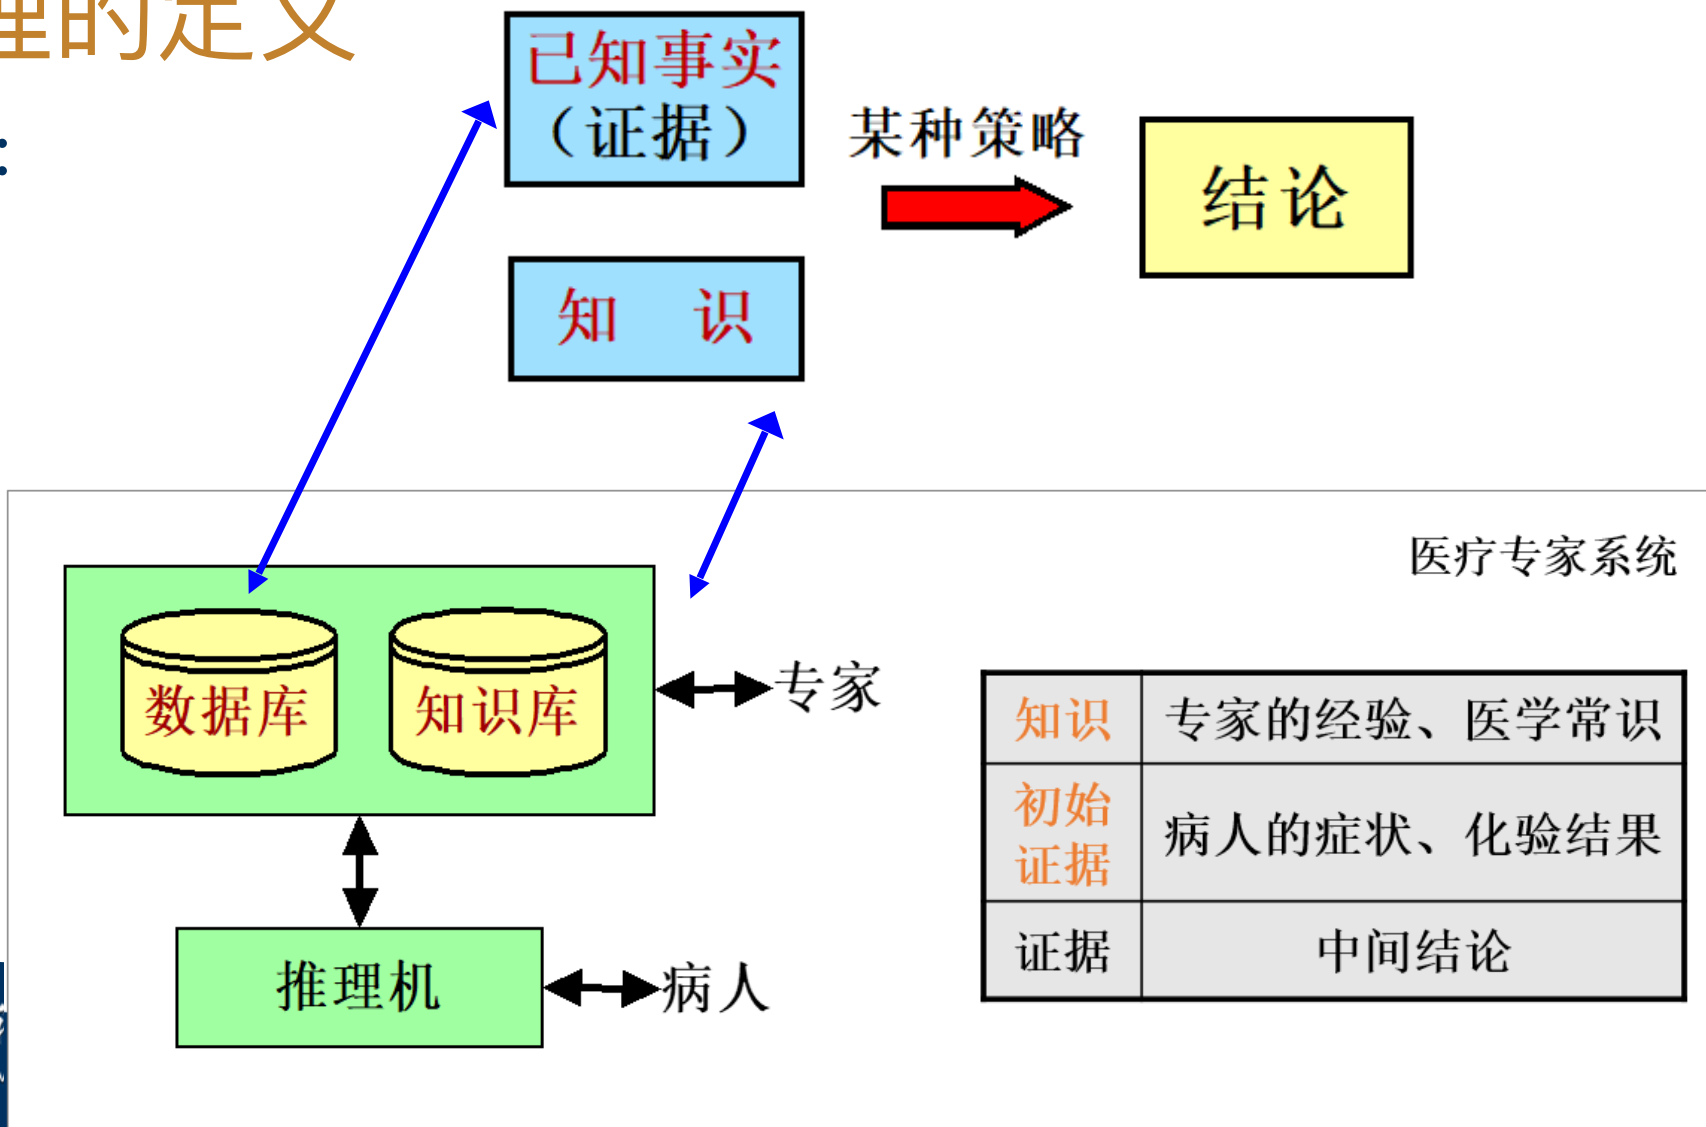 理的定义
:
已知事实
（证据）
某种策略
结论
知 识
医疗专家系统
数据库
知识库
专家
推理机
病人
知识 专家的经验、医学常识
初始
证据
病人的症状、化验结果
证据 中间结论